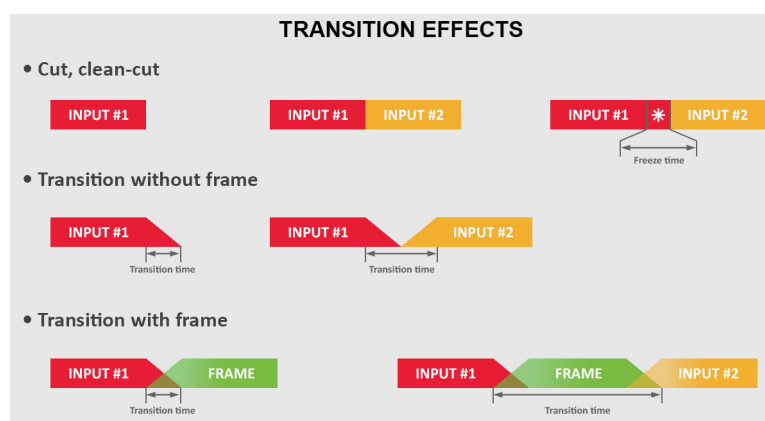 TRANSITION EFFECTS
• Cut, clean-cut
INPUT #1
INPUT #1 INPUT #2
INPUT #1 * INPUT #2
Freeze time
• Transition without frame
INPUT #1
Transition time
INPUT #1 INPUT #2
Transition time
• Transition with frame
INPUT #1 FRAME
Transition time
INPUT #1 FRAME INPUT #2
Transition time